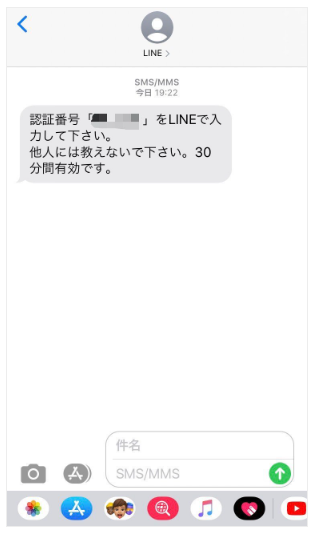 LINE >
SMS/MMS
今日 19:22
認証番号「 」をLINEで入
力して下さい。
他人には教えないで下さい。30
分間有効です。
件名
SMS/MMS